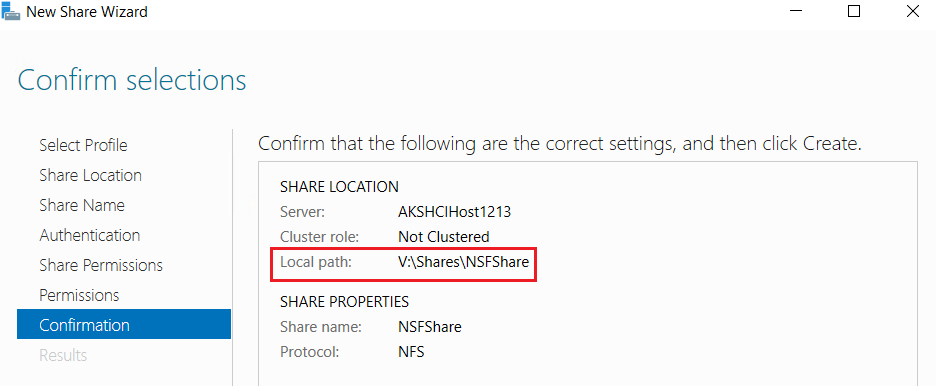 New Share Wizard
Confirm selections
Select Profile
Share Location
Share Name
Authentication
Share Permissions
Permissions
Confirmation
Results
Confirm that the following are the correct settings, and then click Create.
SHARE LOCATION
Server: AKSHCIHost1213
Cluster role: Not Clustered
Local path: V:\Shares\NSFShare
SHARE PROPERTIES
Share name: NSFShare
Protocol: NFS